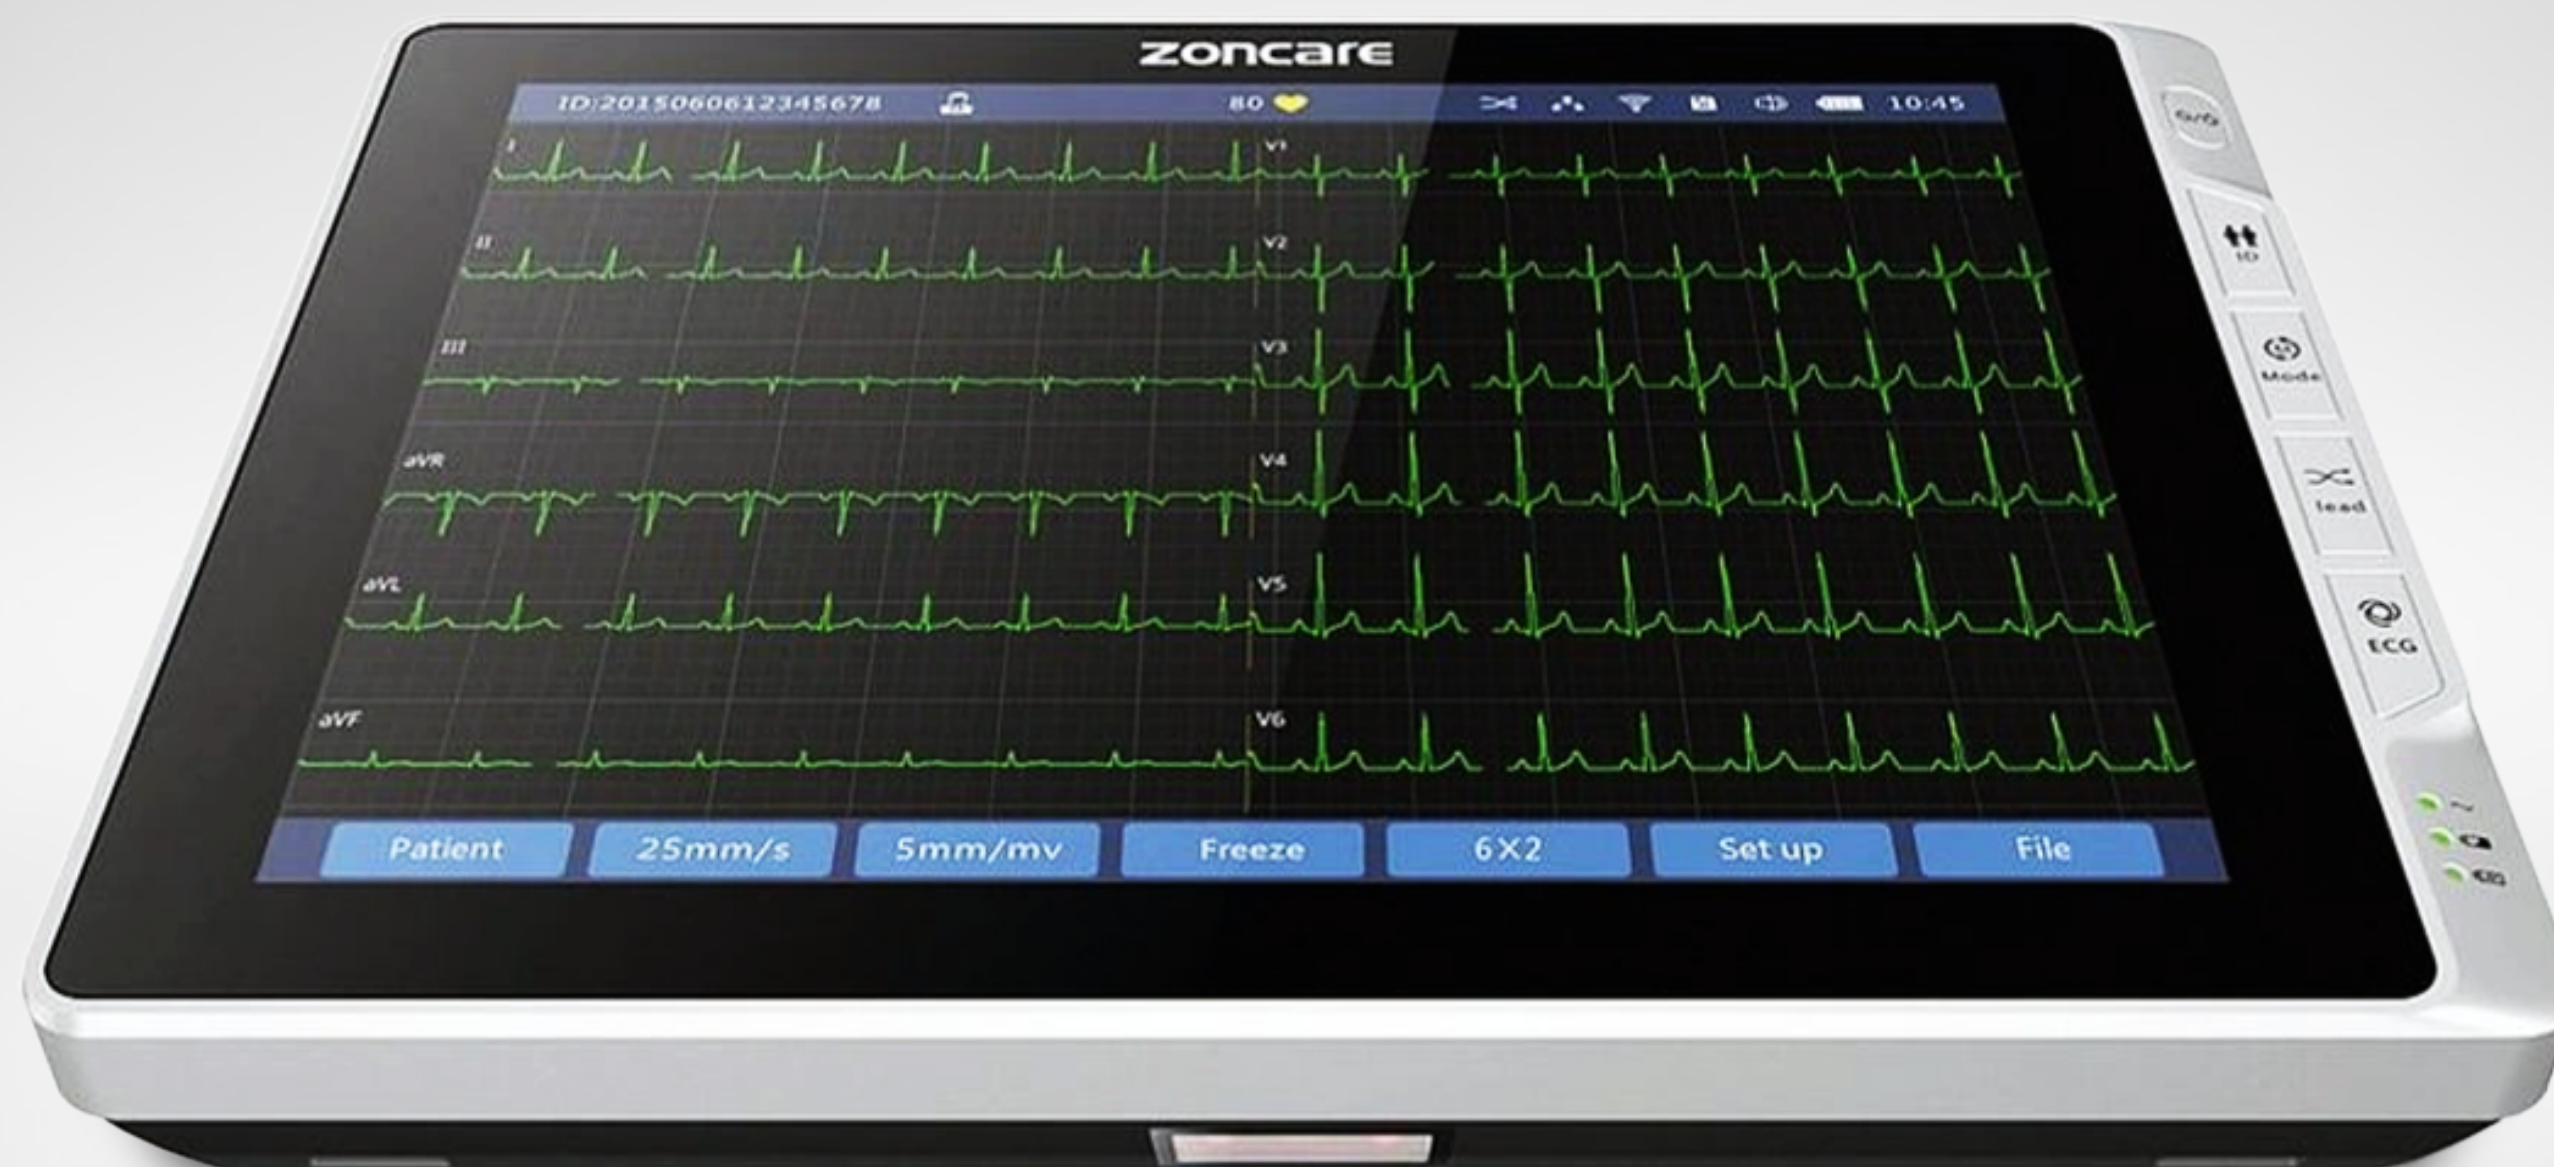 zoncare
ID:2015060612345678 80 10:45
I V1
II V2
III V3
aVR V4
aVL V5
aVF V6
Patient 25mm/s 5mm/mv Freeze 6X2 Set up File
ID
Mode
lead
ECG